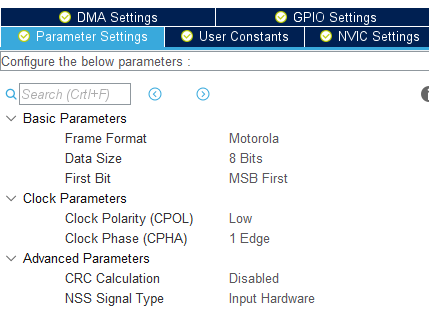 DMA Settings
GPIO Settings
Parameter Settings
User Constants
NVIC Settings
Configure the below parameters :
Search (Crtl+F)
Basic Parameters
Frame Format Motorola
Data Size 8 Bits
First Bit MSB First
Clock Parameters
Clock Polarity (CPOL) Low
Clock Phase (CPHA) 1 Edge
Advanced Parameters
CRC Calculation Disabled
NSS Signal Type Input Hardware